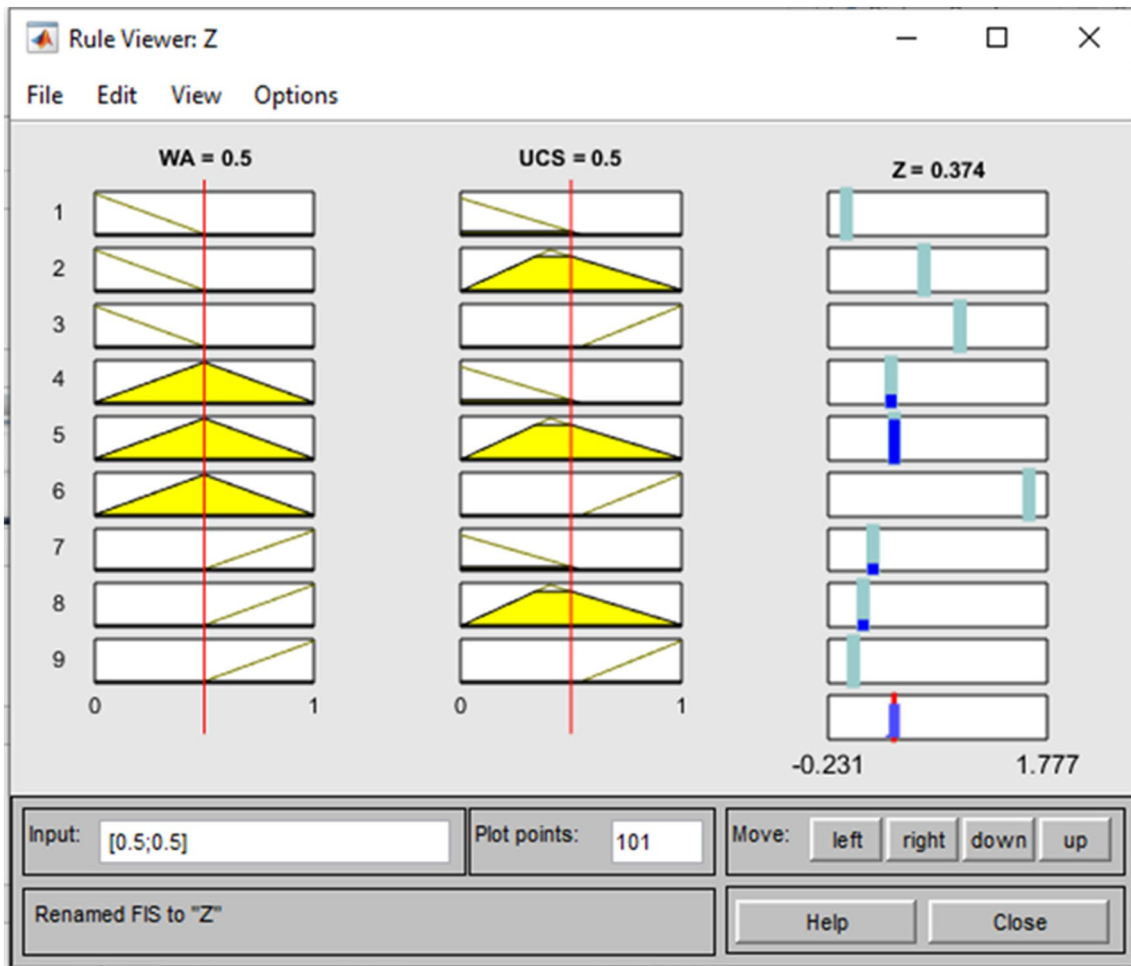 Rule Viewer: Z
File Edit View Options
WA = 0.5 UCS = 0.5 Z = 0.374
1
2
3
4
5
6
7
8
9
0 1 0 1
-0.231 1.777
Input: [0.5;0.5] Plot points: 101 Move: left right down up
Renamed FIS to "Z" Help Close